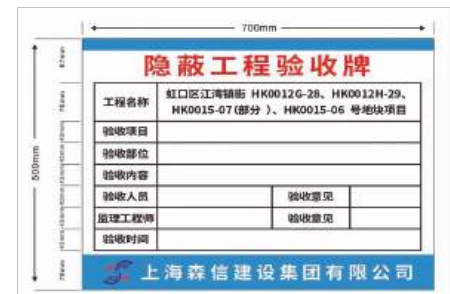 700mm
500mm
隐蔽工程验收牌
工程名称 虹口区江湾镇街 HK0012G-28、HK0012H-29、
HK0015-07(部分 )、HK0015-06 号地块项目
验收项目
验收部位
验收内容
验收人员 验收意见
监理工程师 验收意见
验收时间
上海森信建设集团有限公司